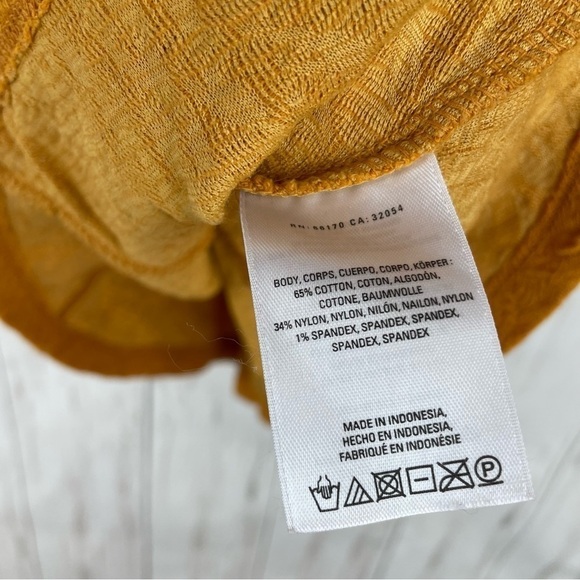 RN: 66170 CA: 32054
BODY, CORPS, CUERPO, CORPO, KÖRPER :
65% COTTON, COTON, ALGODÓN,
COTONE, BAUMWOLLE
34% NYLON, NYLON, NILÓN, NAILON, NYLON
1% SPANDEX, SPANDEX, SPANDEX,
SPANDEX, SPANDEX
MADE IN INDONESIA,
HECHO EN INDONESIA,
FABRIQUÉ EN INDONÉSIE
P